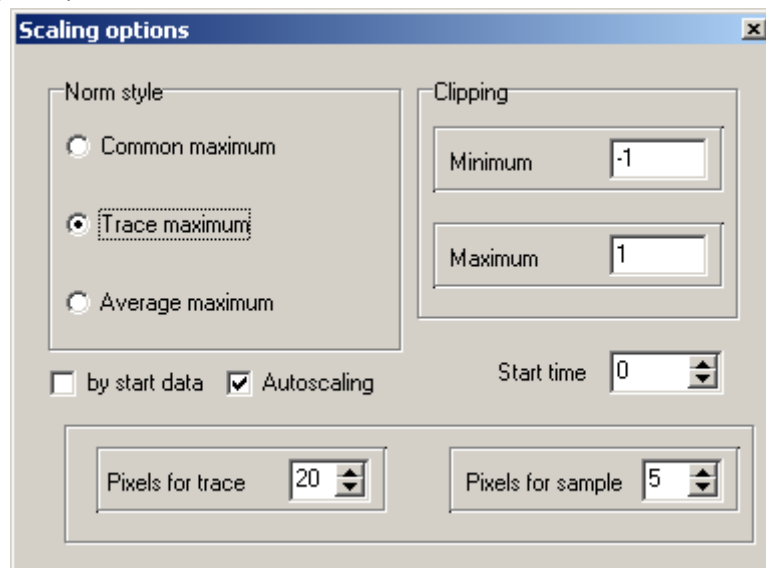 Scaling options
Norm style
Common maximum
Trace maximum
Average maximum
Clipping
Minimum -1
Maximum 1
by start data Autoscaling
Start time 0
Pixels for trace 20
Pixels for sample 5